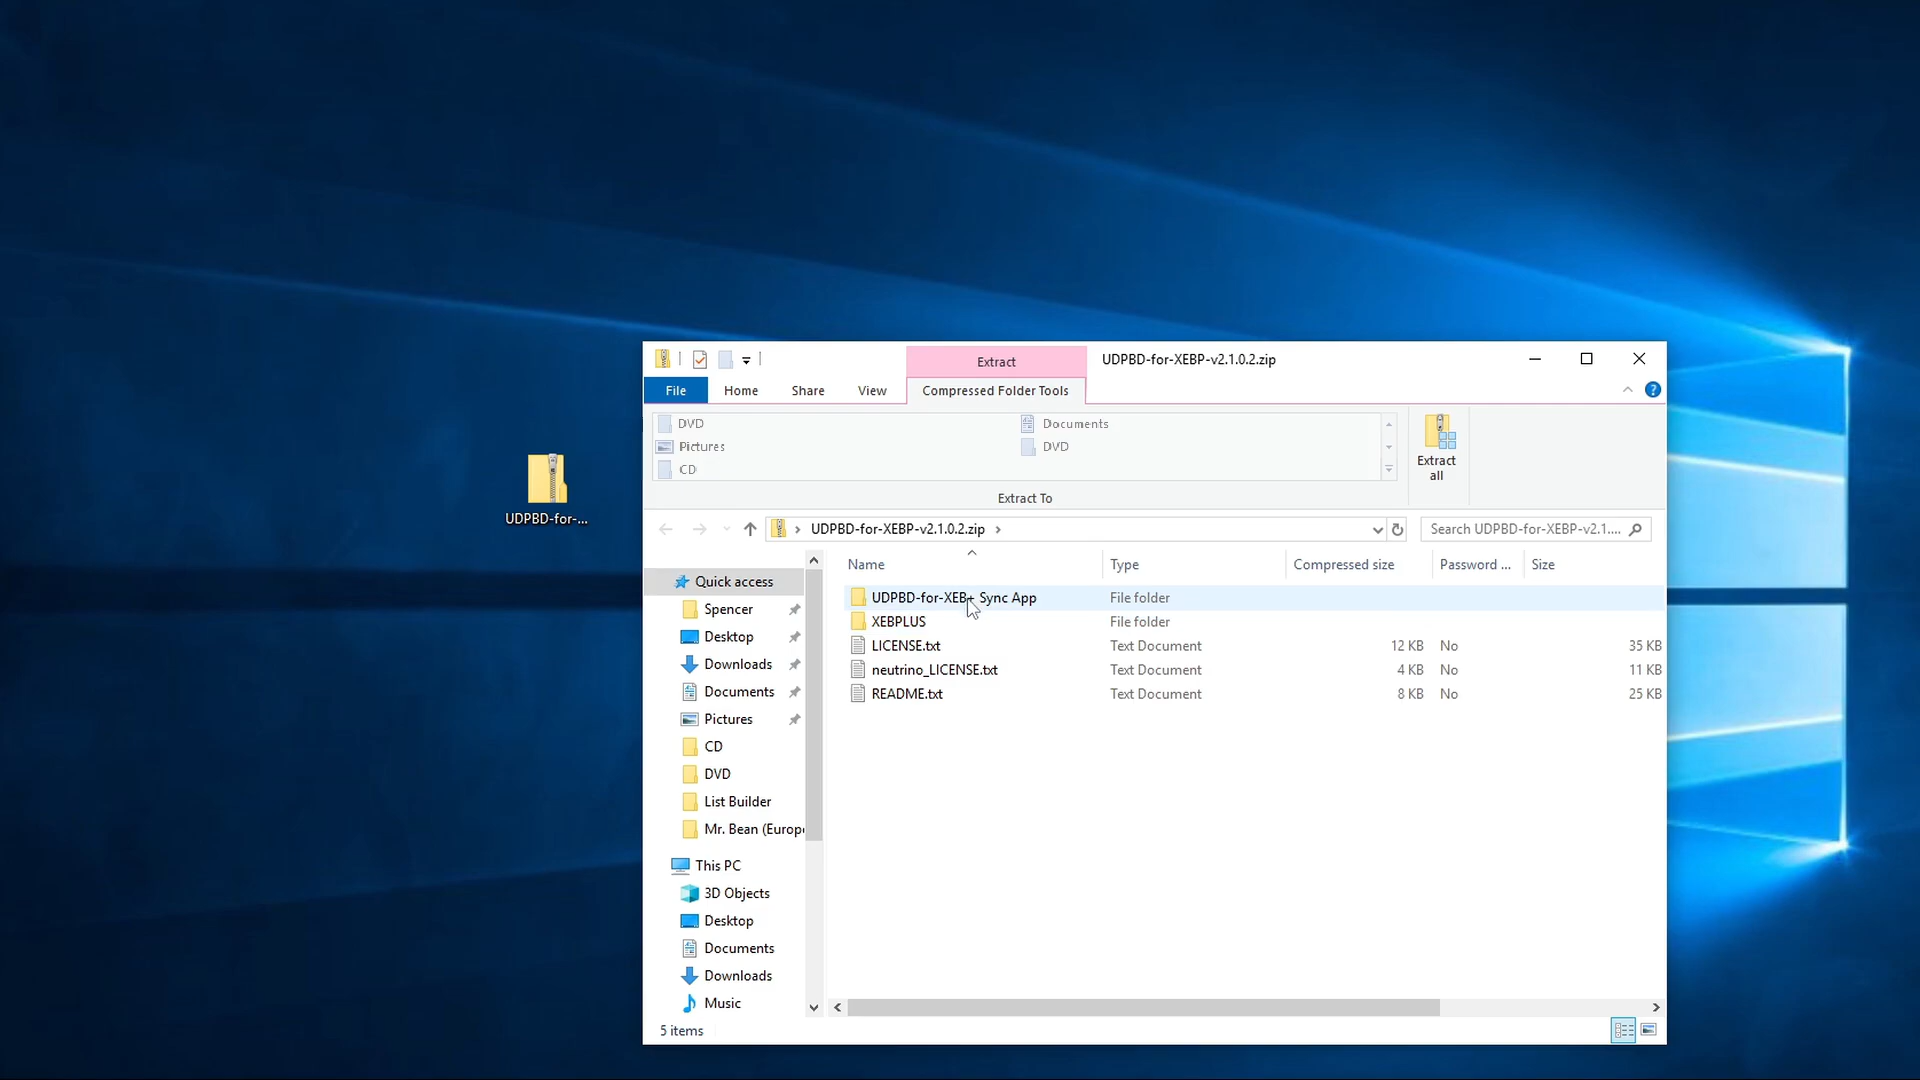 UDPBD-for-...
Extract
UDPBD-for-XEBP-v2.1.0.2.zip
File
Home
Share
View
Compressed Folder Tools
DVD
Documents
Pictures
DVD
CD
Extract all
Extract To
UDPBD-for-XEBP-v2.1.0.2.zip
Search UDPBD-for-XEBP-v2.1....
Name
Type
Compressed size
Password ...
Size
UDPBD-for-XEB+ Sync App
File folder
XEBPLUS
File folder
LICENSE.txt
Text Document
12 KB
No
35 KB
neutrino_LICENSE.txt
Text Document
4 KB
No
11 KB
README.txt
Text Document
8 KB
No
25 KB
Quick access
Spencer
Desktop
Downloads
Documents
Pictures
CD
DVD
List Builder
Mr. Bean (Europ
This PC
3D Objects
Desktop
Documents
Downloads
Music
5 items